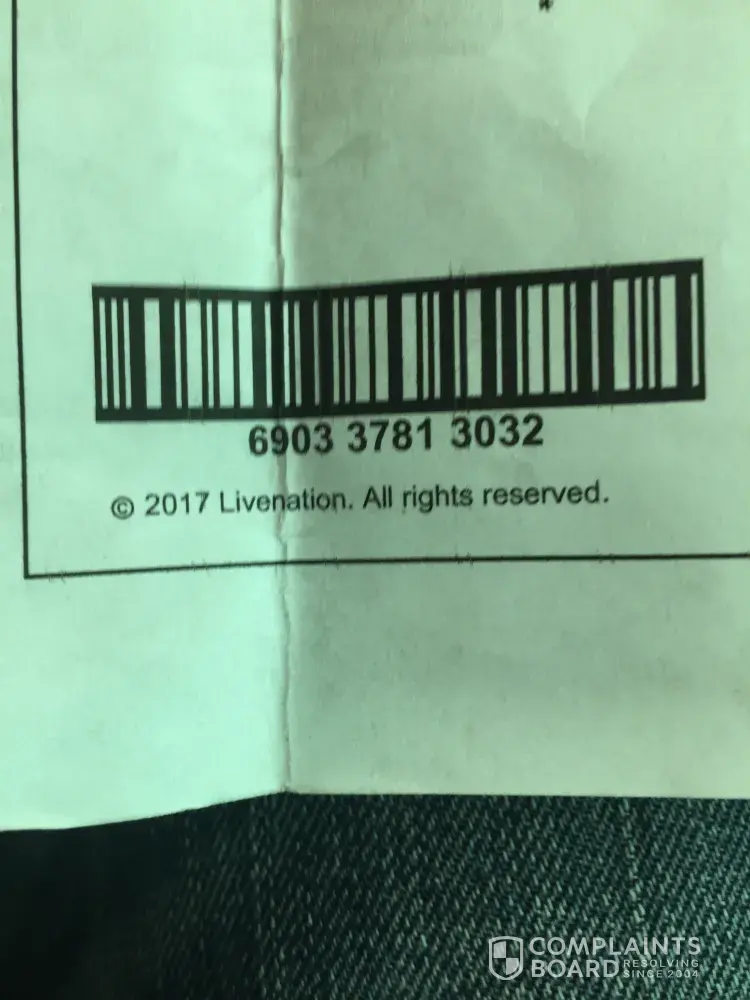 6903 3781 3032
© 2017 Livenation. All rights reserved.
COMPLAINTS
BOARD RESOLVING
SINCE 2004